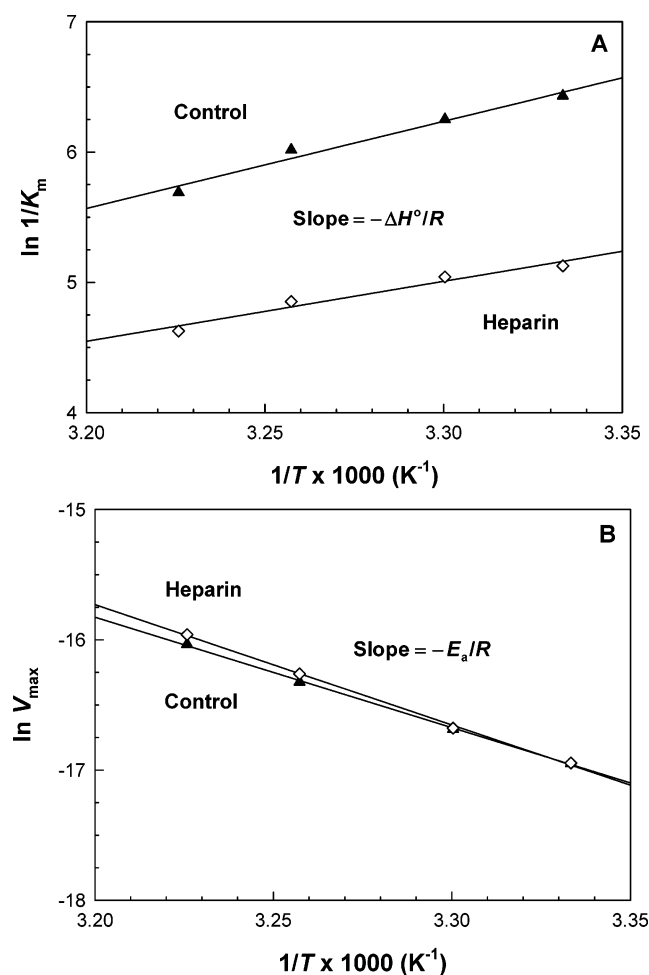 7
A
Control
6
ln 1/Km
Slope = −ΔH°/R
5
Heparin
4
3.20 3.25 3.30 3.35
1/T x 1000 (K-1)
-15
B
Heparin
-16
Slope = −Ea/R
Control
ln Vmax
-17
-18
3.20 3.25 3.30 3.35
1/T x 1000 (K-1)